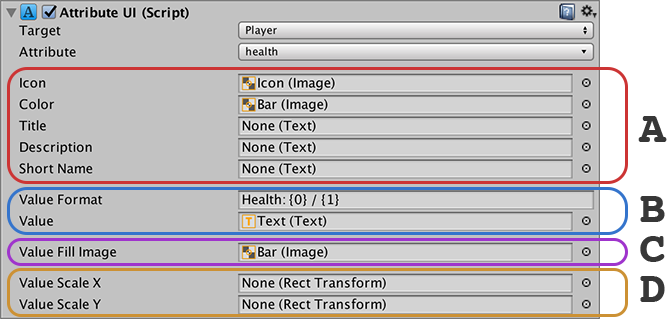 Attribute UI (Script)
Target Player
Attribute health
Icon Icon (Image)
Color Bar (Image)
Title None (Text)
Description None (Text)
Short Name None (Text)
A
Value Format Health: {0} / {1}
Value T Text (Text)
B
Value Fill Image Bar (Image)
C
Value Scale X None (Rect Transform)
Value Scale Y None (Rect Transform)
D